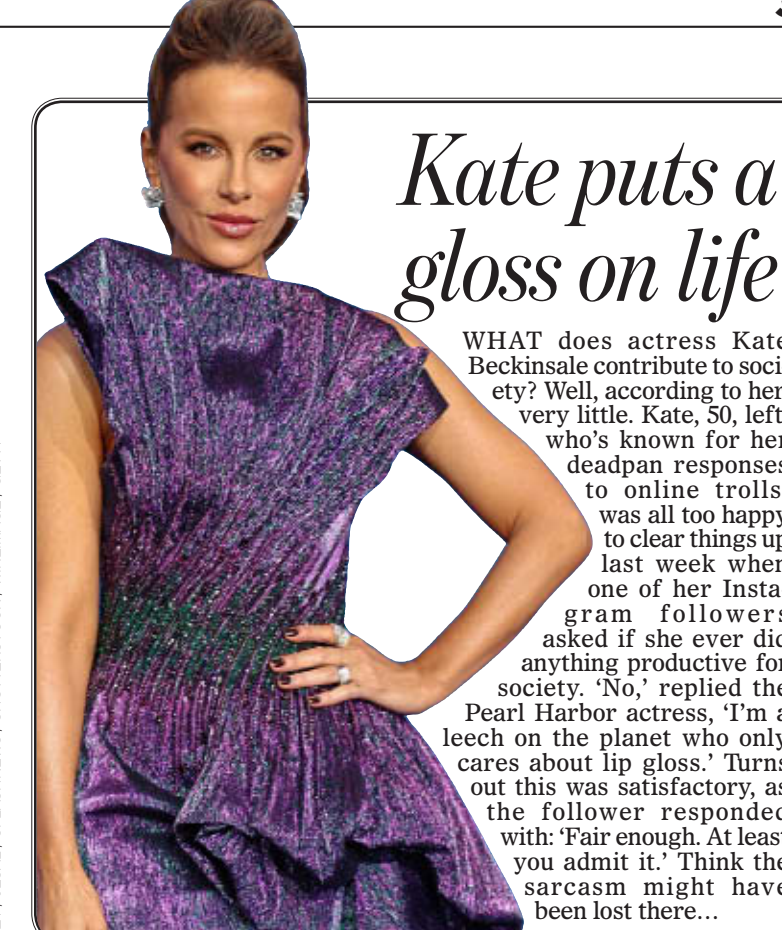 Kate puts a
gloss on life
WHAT does actress Kate
Beckinsale contribute to soci
ety? Well, according to her
very little. Kate, 50, left
who's known for her
deadpan responses
to online trolls
was all too happy
to clear things up
last week when
one of her Insta
gram followers
asked if she ever did
anything productive for
society. 'No,' replied the
Pearl Harbor actress, 'I'm a
leech on the planet who only
cares about lip gloss.' Turns
out this was satisfactory, as
the follower responded
with: 'Fair enough. At least
you admit it.' Think the
sarcasm might have
been lost there…